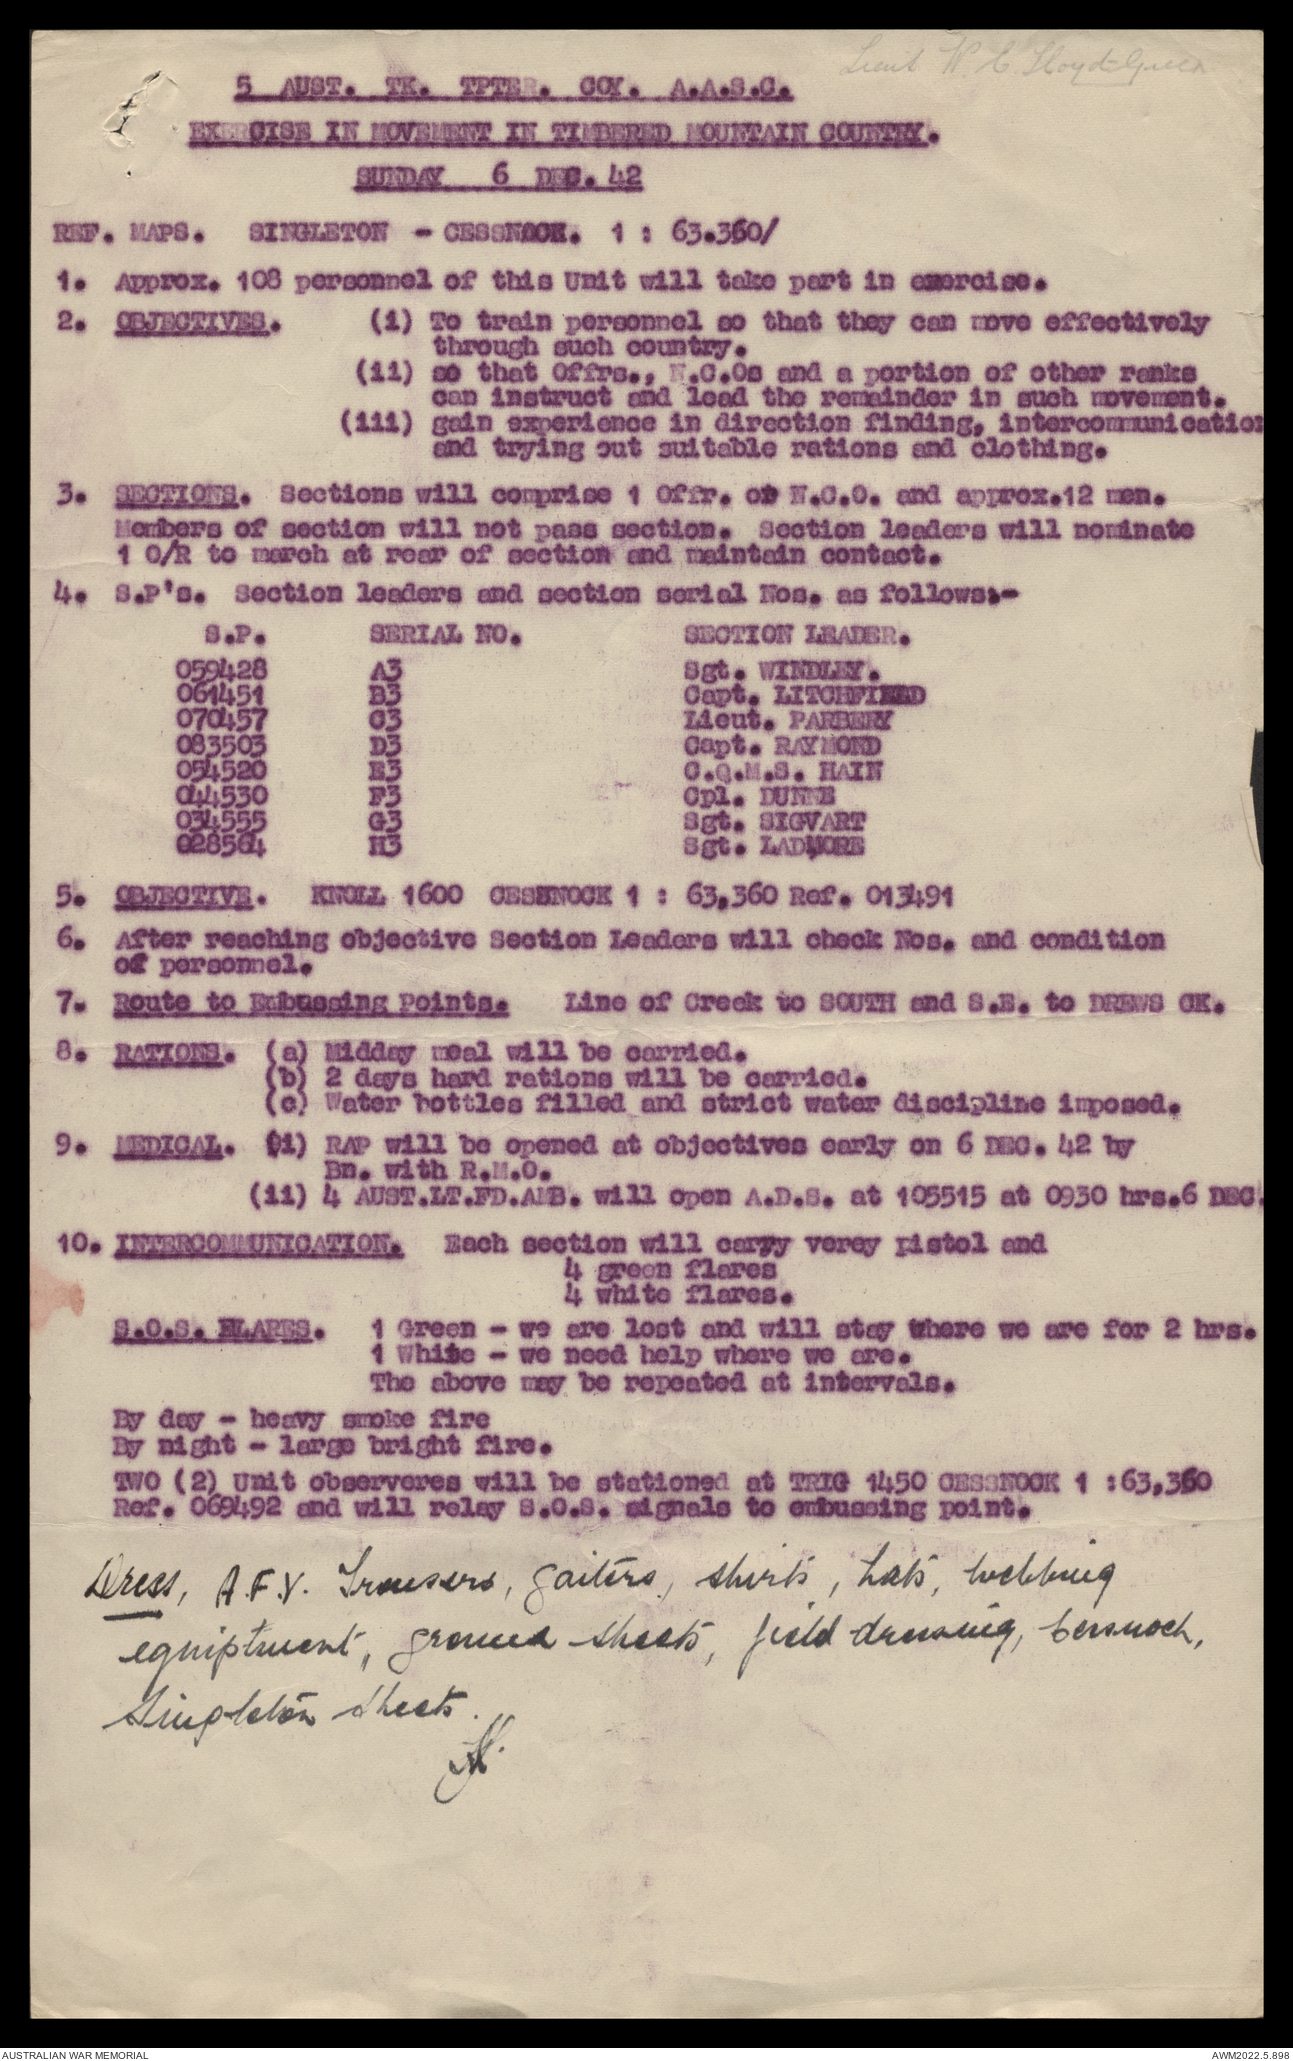 Lieut W E Lloyd-Green
5 AUST. TK. TPTER. COY. A.A.S.C.
EXERCISE IN MOVEMENT IN TIMBERED MOUNTAIN COUNTRY.
SUNDAY 6 DEC. 42
REF. MAPS. SINGLETON - CESSNOCK. 1 : 63.360/
1. Approx. 108 personnel of this Unit will take part in exercise.
2. OBJECTIVES. (i) To train personnel so that they can move effectively
through such country.
(ii) so that Offrs., N.C.Os and a portion of other ranks
can instruct and lead the remainder in such movement.
(iii) gain experience in direction finding, intercommunication
and trying out suitable rations and clothing.
3. SECTIONS. Sections will comprise 1 Offr. or N.C.O. and approx.12 men.
Members of section will not pass section. Section leaders will nominate
1 O/R to march at rear of section and maintain contact.
4. S.P's. Section leaders and section serial Nos. as follows:-
S.P. SERIAL NO. SECTION LEADER.
059428 A3 Sgt. WINDLEY.
061451 B3 Capt. LITCHFIELD
070457 C3 Lieut. PARBERY
083503 D3 Capt. RAYMOND
054520 E3 C.Q.M.S. HAIN
044530 F3 Cpl. DUNNE
034555 G3 Sgt. SIGVART
028564 H3 Sgt. LADMORE
5. OBJECTIVE. KNOLL 1600 CESSNOCK 1 : 63,360 Ref. 013491
6. After reaching objective Section Leaders will check Nos. and condition
of personnel.
7. Route to Embussing Points. Line of Creek to SOUTH and S.E. to DREWS CK.
8. RATIONS. (a) Midday meal will be carried.
(b) 2 days hard rations will be carried.
(c) Water bottles filled and strict water discipline imposed.
9. MEDICAL. (i) RAP will be opened at objectives early on 6 DEC. 42 by
Bn. with R.M.O.
(ii) 4 AUST.LT.FD.AMB. will open A.D.S. at 105515 at 0930 hrs.6 DEC.
10. INTERCOMMUNICATION. Each section will carry verey pistol and
4 green flares
4 white flares.
S.O.S. FLARES. 1 Green - we are lost and will stay where we are for 2 hrs.
1 White - we need help where we are.
The above may be repeated at intervals.
By day - heavy smoke fire
By night - large bright fire.
TWO (2) Unit observeres will be stationed at TRIG 1450 CESSNOCK 1 :63,360
Ref. 069492 and will relay S.O.S. signals to embussing point.
Dress, A.F.V. Trousers, gaiters, shirts, hats, webbing
equiptment, ground sheets, field dressing, Cessnock,
Singleton sheets.
AUSTRALIAN WAR MEMORIAL
AWM2022.5.898